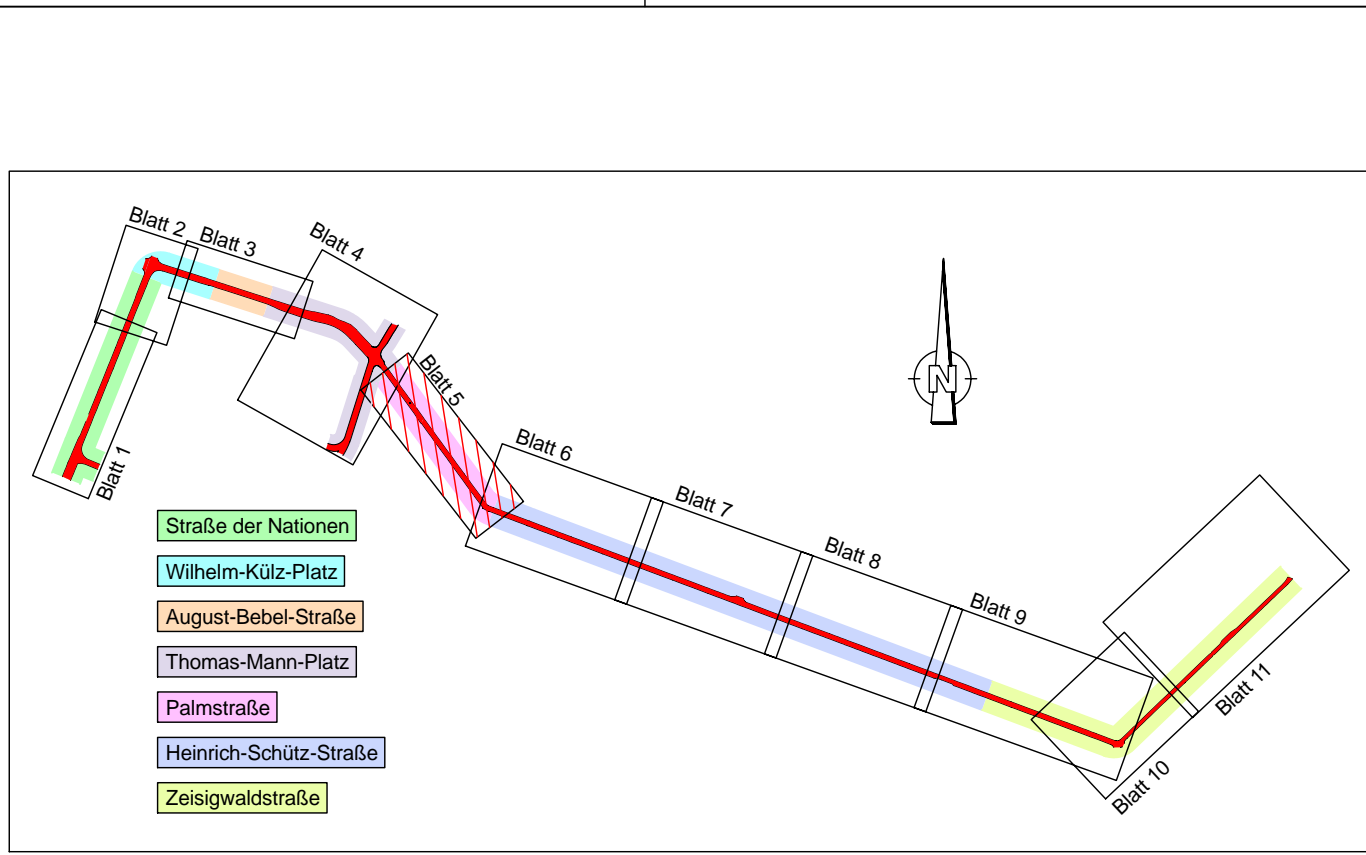 Blatt 1
Blatt 2
Blatt 3
Blatt 4
Blatt 5
Blatt 6
Blatt 7
Blatt 8
Blatt 9
Blatt 10
Blatt 11
N
Straße der Nationen
Wilhelm-Külz-Platz
August-Bebel-Straße
Thomas-Mann-Platz
Palmstraße
Heinrich-Schütz-Straße
Zeisigwaldstraße